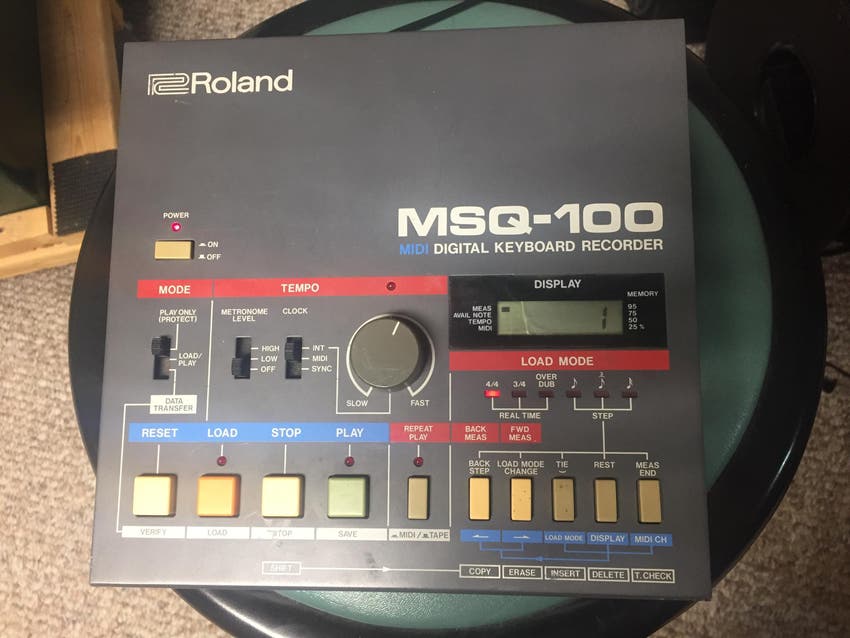 Roland
MSQ-100
MIDI DIGITAL KEYBOARD RECORDER
POWER
ON
OFF
MODE
TEMPO
DISPLAY
MEMORY
MEAS
AVAIL NOTE
TEMPO
MIDI
1
95
75
50
25 %
PLAY ONLY
(PROTECT)
LOAD/
PLAY
DATA
TRANSFER
METRONOME
LEVEL
HIGH
LOW
OFF
CLOCK
INT
MIDI
SYNC
SLOW
FAST
LOAD MODE
4/4
3/4
OVER
DUB
REAL TIME
STEP
RESET
LOAD
STOP
PLAY
REPEAT
PLAY
BACK
MEAS
FWD
MEAS.
BACK
STEP
LOAD MODE
CHANGE
TIE
REST
MEAS
END
VERIFY
LOAD
STOP
SAVE
MIDI/TAPE
LOAD MODE
DISPLAY
MIDI CH
SHIFT
COPY
ERASE
INSERT
DELETE
T.CHECK